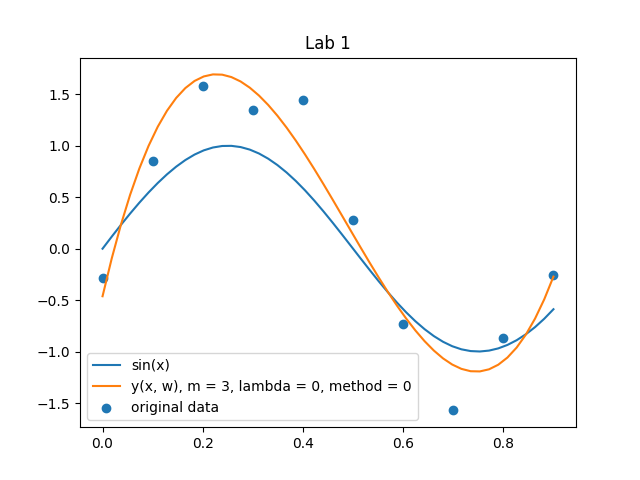 Lab 1
1.5
1.0
0.5
0.0
−0.5
−1.0
−1.5
sin(x)
y(x, w), m = 3, lambda = 0, method = 0
original data
0.0 0.2 0.4 0.6 0.8